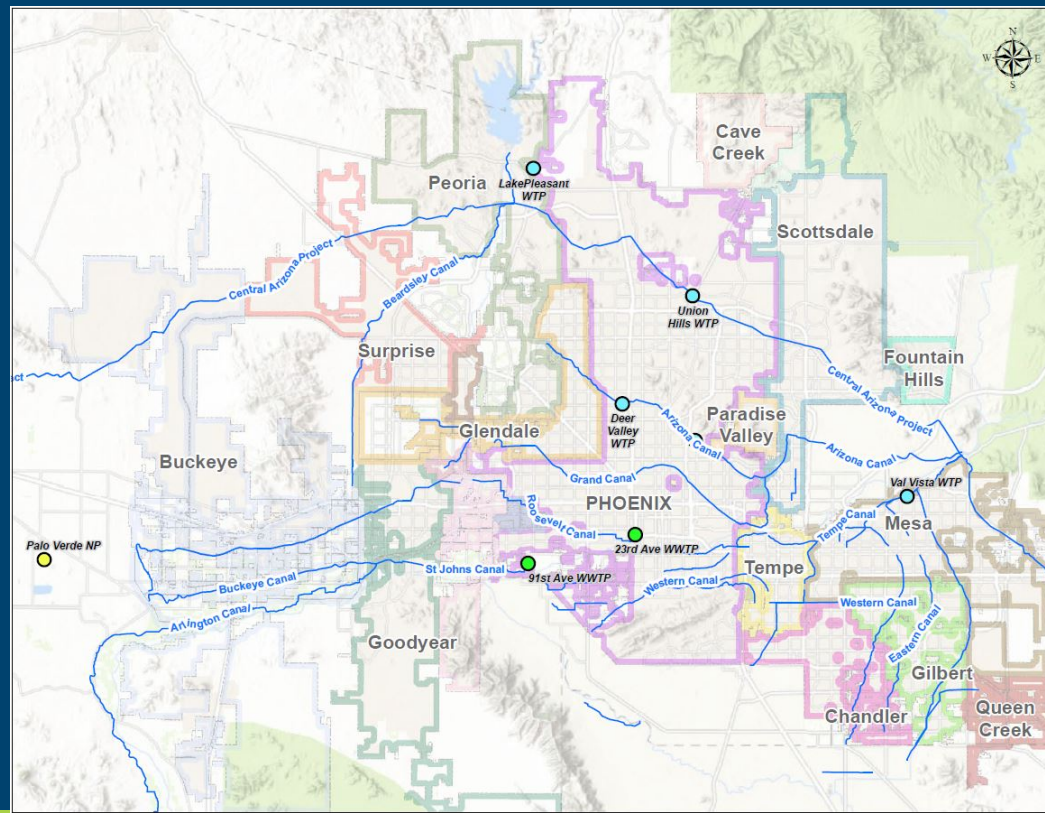 N
W
E
S
Cave
Creek
Peoria
LakePleasant
WTP
Scottsdale
Central Arizona Project
Beardsley Canal
Union
Hills WTP
Surprise
Fountain
Hills
Central Arizona Project
ect
Deer
Valley
WTP
Arizona Canal
Paradise
Valley
Glendale
Buckeye
Grand Canal
Arizona Canal
Val Vista WTP
PHOENIX
Roosevelt Canal
Tempe Canal
Mesa
Palo Verde NP
23rd Ave WWTP
St Johns Canal
91st Ave WWTP
Tempe
Buckeye Canal
Western Canal
Western Canal
Arlington Canal
Eastern Canal
Goodyear
Gilbert
Chandler
Queen
Creek